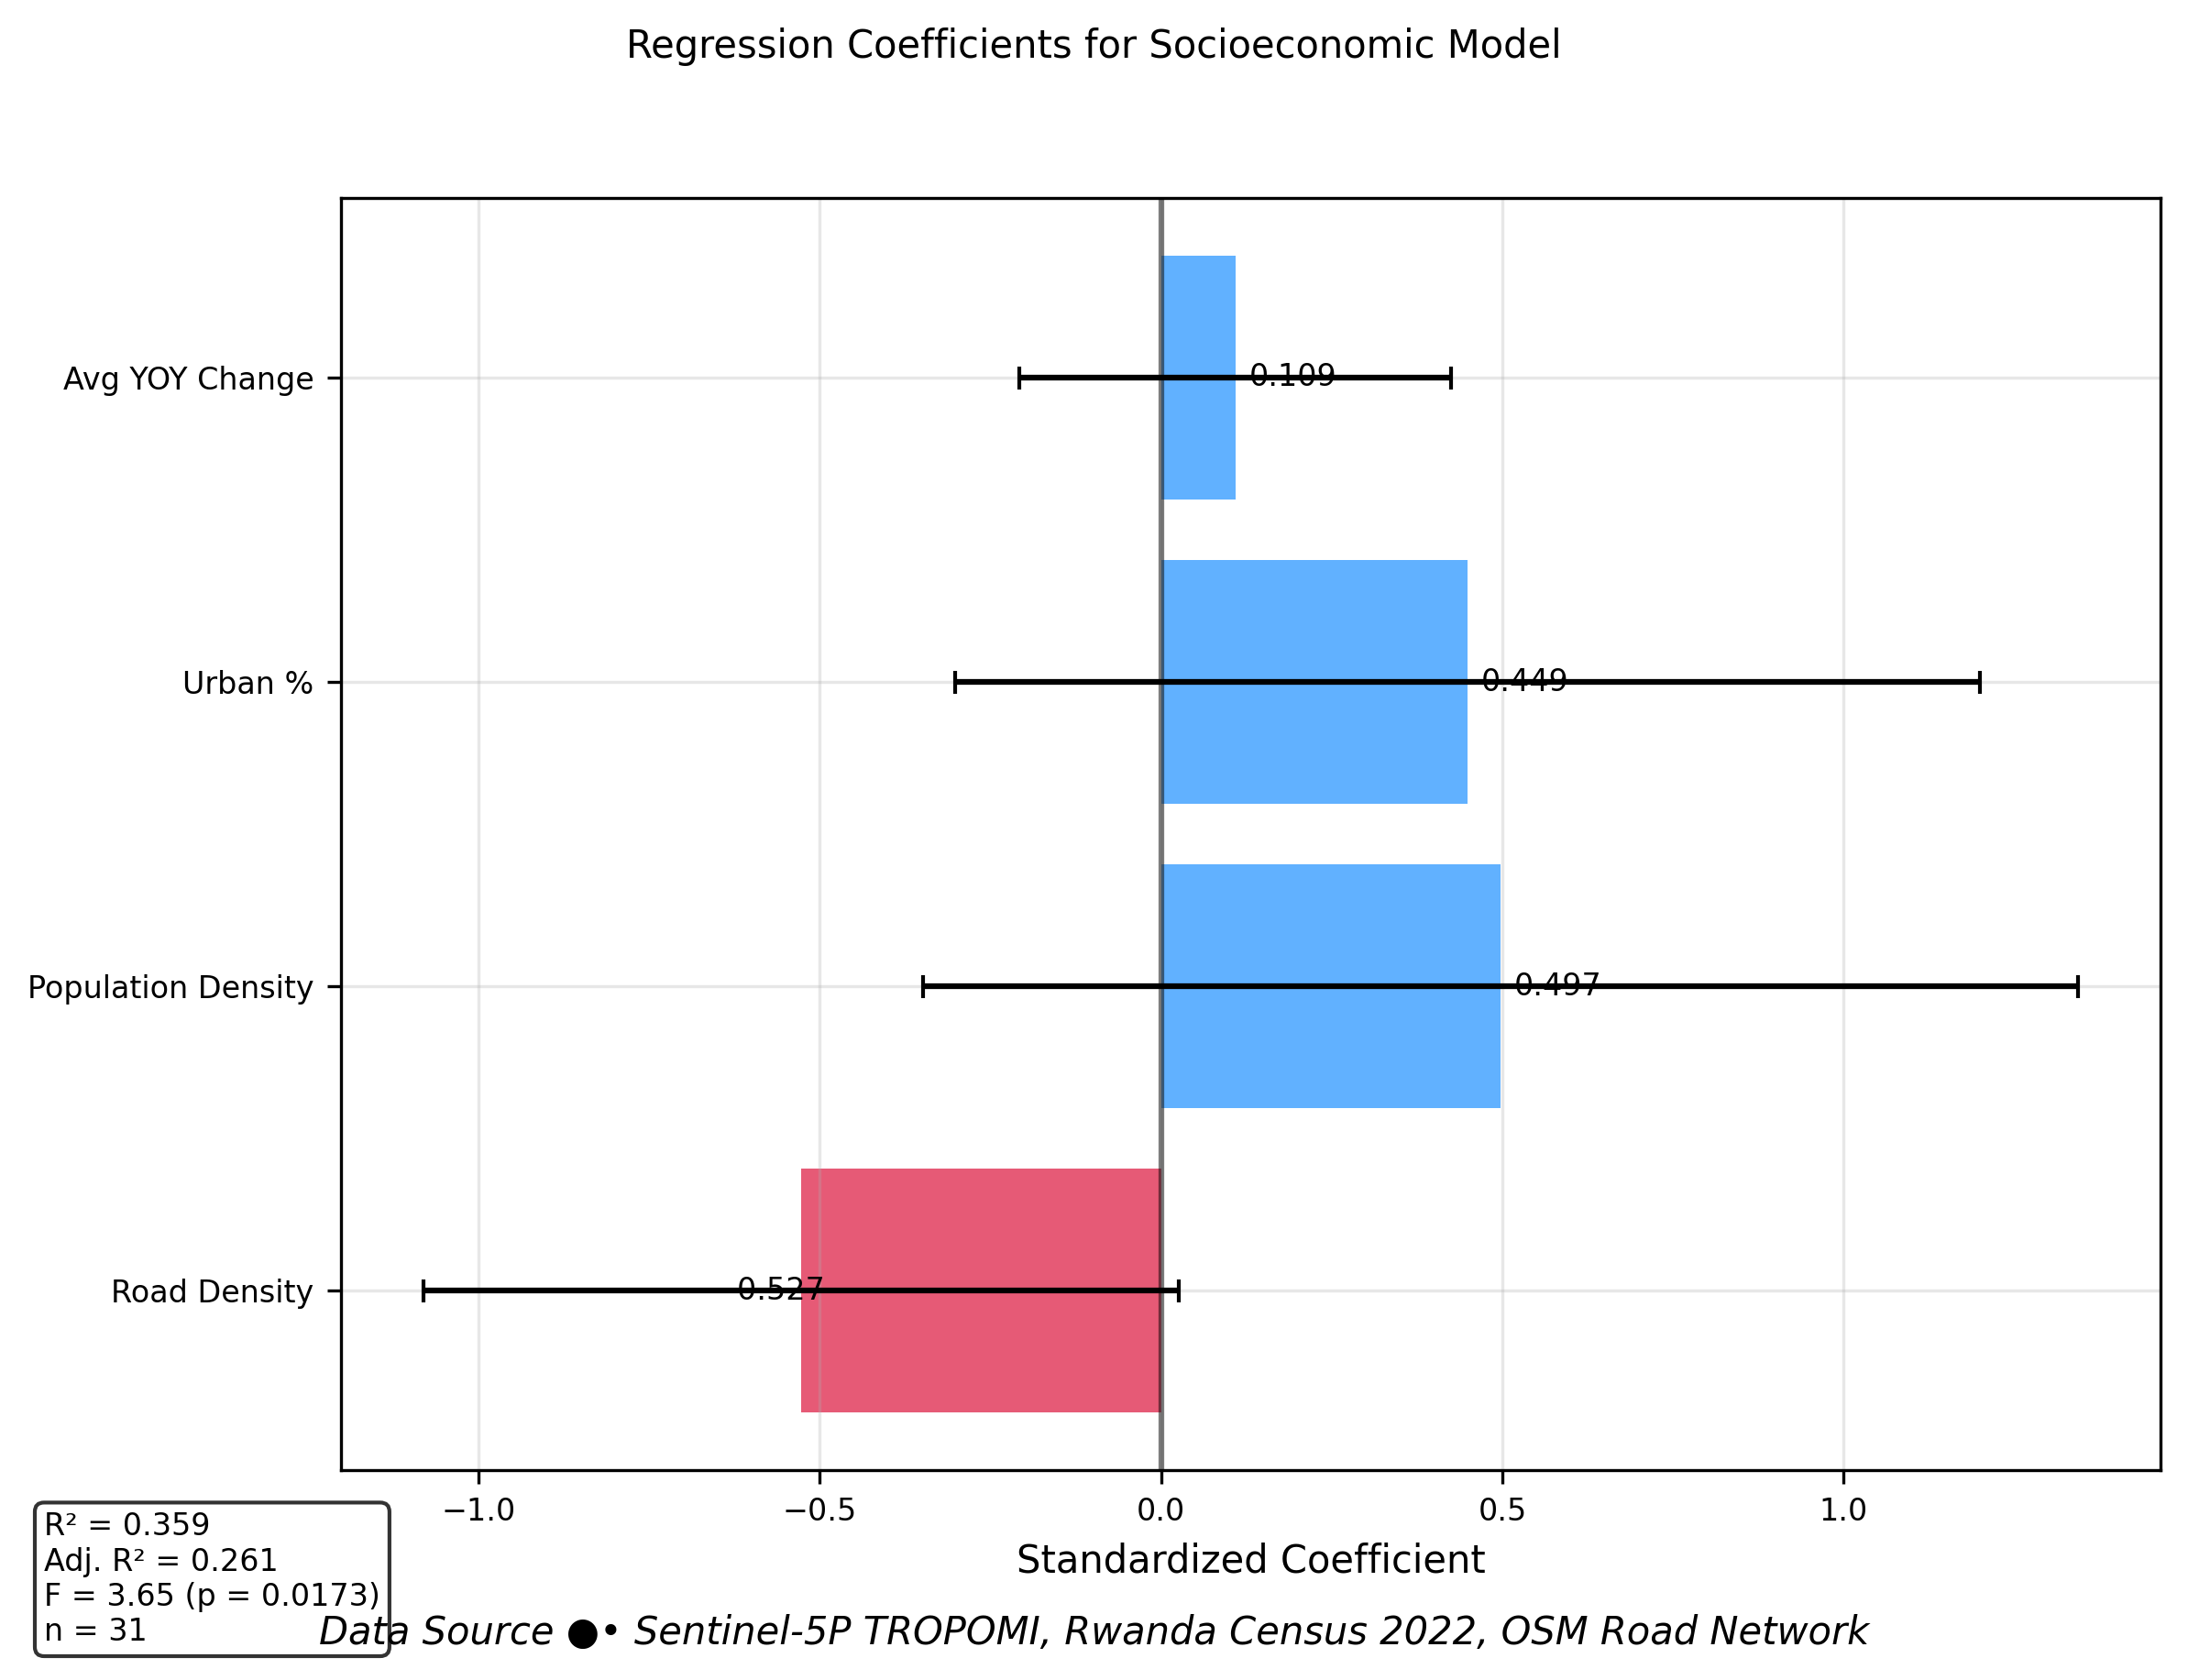 Regression Coefficients for Socioeconomic Model
Avg YOY Change
0.109
Urban %
0.449
Population Density
0.497
Road Density
0.527
−1.0
−0.5
0.0
0.5
1.0
Standardized Coefficient
R² = 0.359
Adj. R² = 0.261
F = 3.65 (p = 0.0173)
n = 31
Data Source ●• Sentinel-5P TROPOMI, Rwanda Census 2022, OSM Road Network